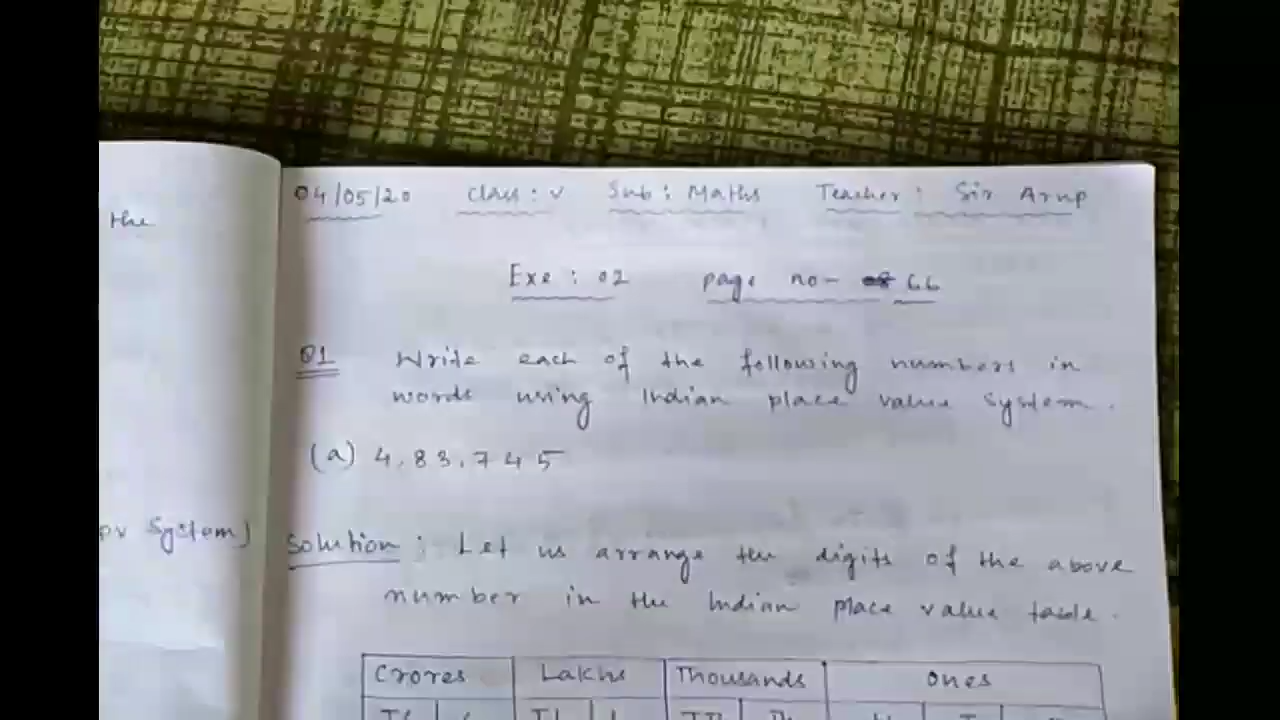 the
ov System)
04/05/20 Class : V Sub : Maths Teacher : Sir Arup
Exe : 02 page no- 66
Q1 Write each of the following numbers in
words using Indian place value system.
(a) 4,83,745
Solution : Let us arrange the digits of the above
number in the Indian place value table.
Crores Lakhs Thousands Ones